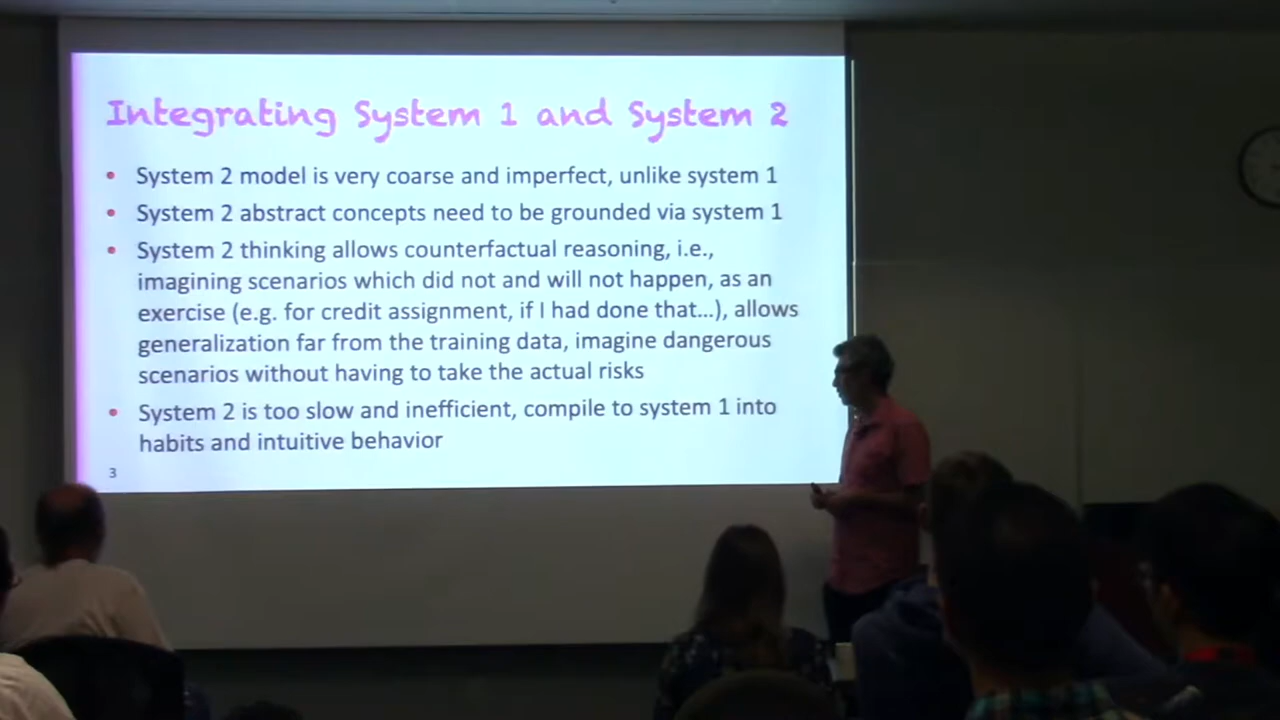 Integrating System 1 and System 2
• System 2 model is very coarse and imperfect, unlike system 1
• System 2 abstract concepts need to be grounded via system 1
• System 2 thinking allows counterfactual reasoning, i.e.,
imagining scenarios which did not and will not happen, as an
exercise (e.g. for credit assignment, if I had done that...), allows
generalization far from the training data, imagine dangerous
scenarios without having to take the actual risks
• System 2 is too slow and inefficient, compile to system 1 into
habits and intuitive behavior
3